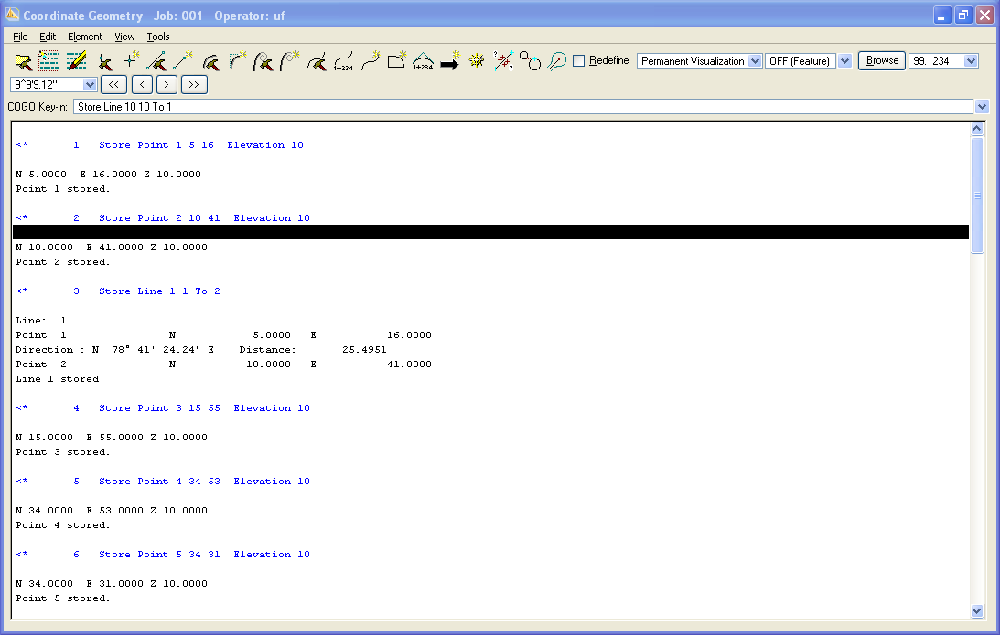 Coordinate Geometry   Job: 001   Operator: uf
File   Edit   Element   View   Tools
1+234   1+234   Redefine   Permanent Visualization   OFF (Feature)   Browse   99.1234
9^9'9.12"   <<   <   >   >>
COGO Key-in:   Store Line 10 10 To 1
<*       1   Store Point 1 5 16  Elevation 10
N 5.0000  E 16.0000 Z 10.0000
Point 1 stored.
<*       2   Store Point 2 10 41  Elevation 10
N 10.0000  E 41.0000 Z 10.0000
Point 2 stored.
<*       3   Store Line 1 1 To 2
Line:  1
Point  1                N            5.0000   E           16.0000
Direction : N  78° 41' 24.24" E    Distance:       25.4951
Point  2                N           10.0000   E           41.0000
Line 1 stored
<*       4   Store Point 3 15 55  Elevation 10
N 15.0000  E 55.0000 Z 10.0000
Point 3 stored.
<*       5   Store Point 4 34 53  Elevation 10
N 34.0000  E 53.0000 Z 10.0000
Point 4 stored.
<*       6   Store Point 5 34 31  Elevation 10
N 34.0000  E 31.0000 Z 10.0000
Point 5 stored.